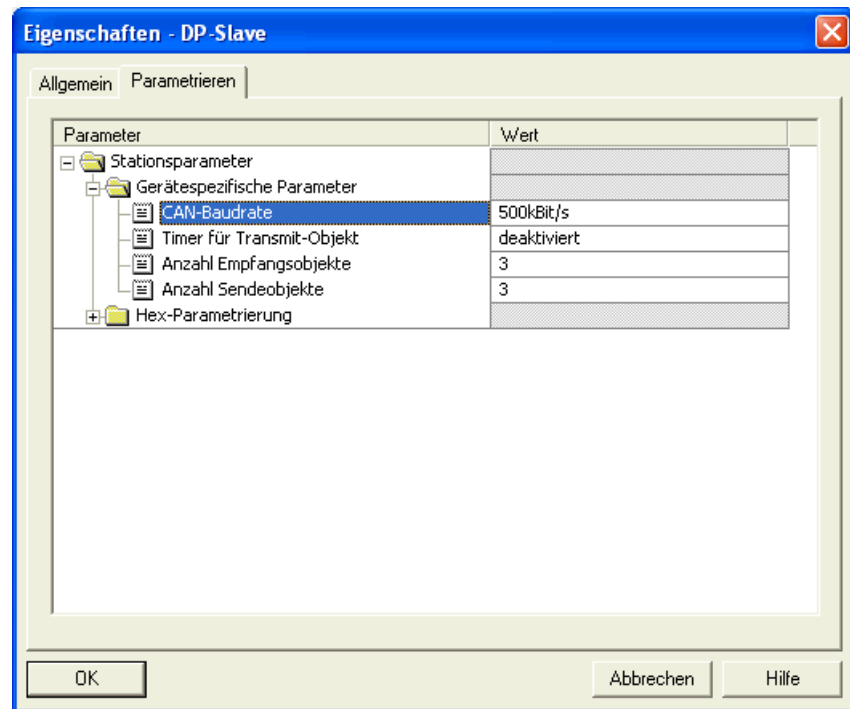 Eigenschaften - DP-Slave
Allgemein Parametrieren
Parameter Wert
Stationsparameter
Gerätespezifische Parameter
CAN-Baudrate 500kBit/s
Timer für Transmit-Objekt deaktiviert
Anzahl Empfangsobjekte 3
Anzahl Sendeobjekte 3
Hex-Parametrierung
OK Abbrechen Hilfe